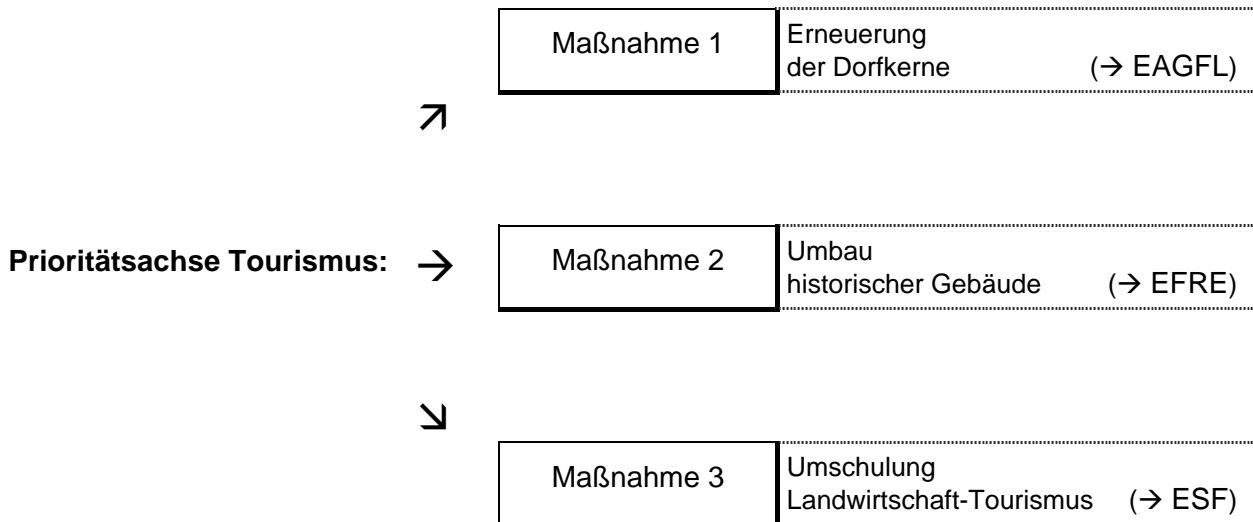 Maßnahme 1 Erneuerung
der Dorfkerne (→ EAGFL)
↗
Prioritätsachse Tourismus: → Maßnahme 2 Umbau
historischer Gebäude (→ EFRE)
↘
Maßnahme 3 Umschulung
Landwirtschaft-Tourismus (→ ESF)